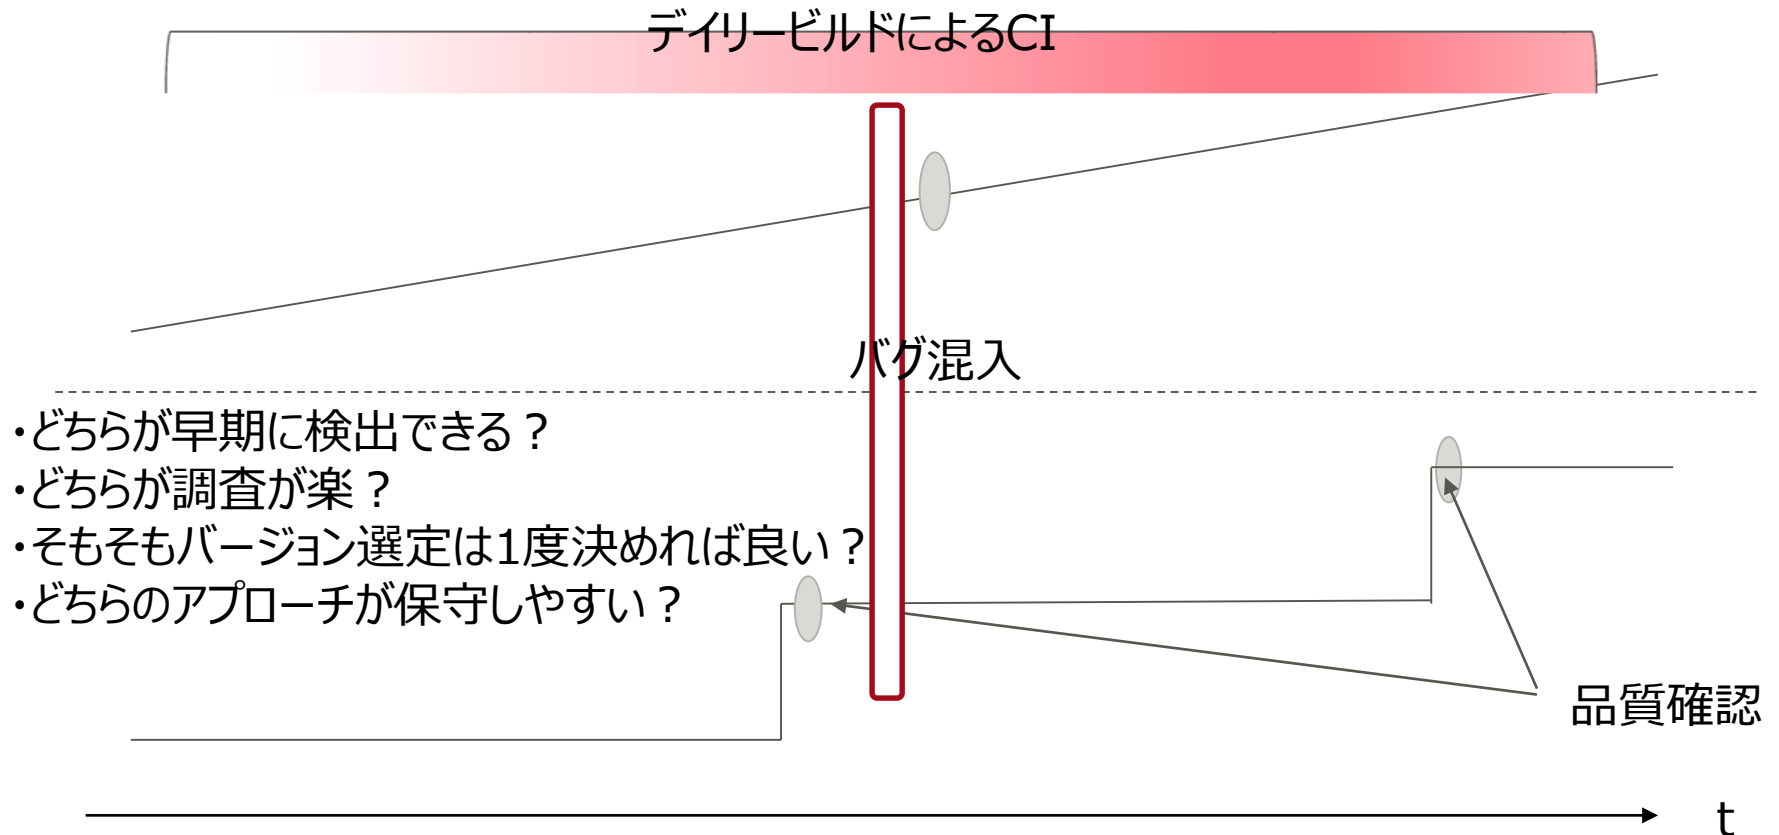 デイリービルドによるCI
バグ混入
・どちらが早期に検出できる？
・どちらが調査が楽？
・そもそもバージョン選定は1度決めれば良い？
・どちらのアプローチが保守しやすい？
品質確認
t